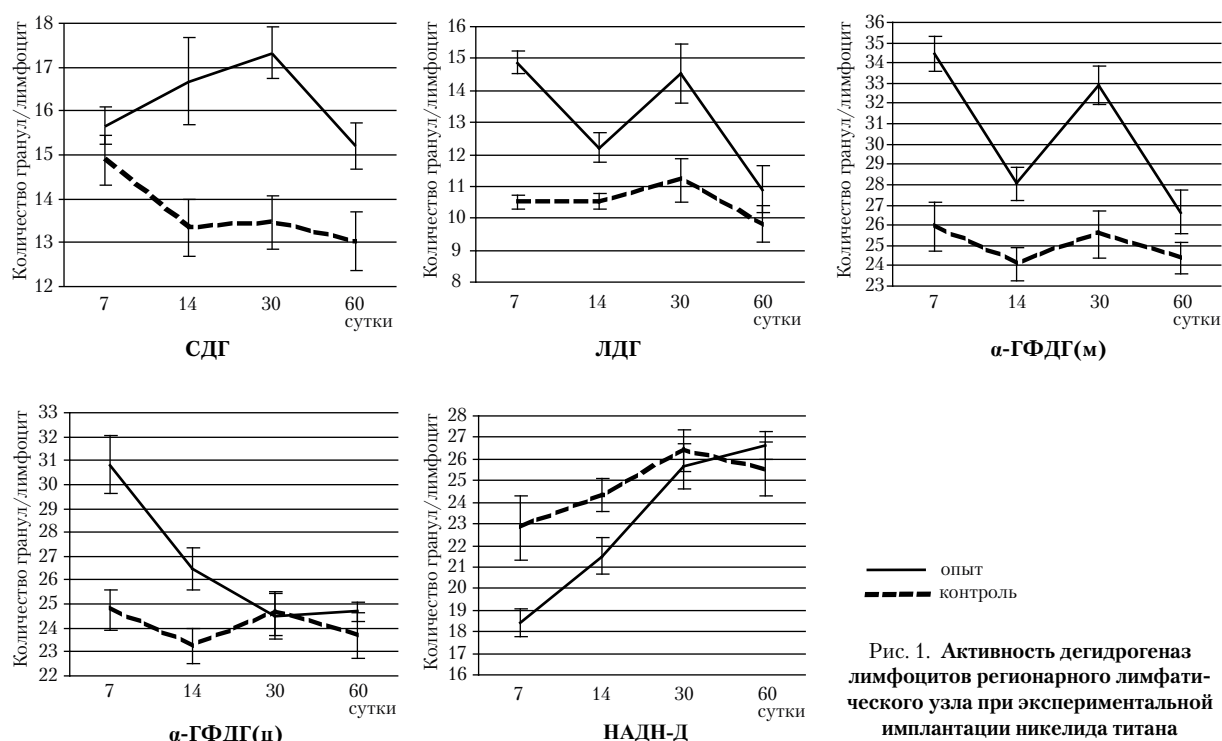 Количество гранул/лимфоцит
18
17
16
15
14
13
12
7 14 30 60
сутки
СДГ
Количество гранул/лимфоцит
16
15
14
13
12
11
10
9
8
7 14 30 60
сутки
ЛДГ
Количество гранул/лимфоцит
36
35
34
33
32
31
30
29
28
27
26
25
24
23
7 14 30 60
сутки
α-ГФДГ(м)
Количество гранул/лимфоцит
33
32
31
30
29
28
27
26
25
24
23
22
7 14 30 60
сутки
α-ГФДГ(ц)
Количество гранул/лимфоцит
28
27
26
25
24
23
22
21
20
19
18
17
16
7 14 30 60
сутки
НАДН-Д
опыт
контроль
Рис. 1. Активность дегидрогеназ
лимфоцитов регионарного лимфати-
ческого узла при экспериментальной
имплантации никелида титана